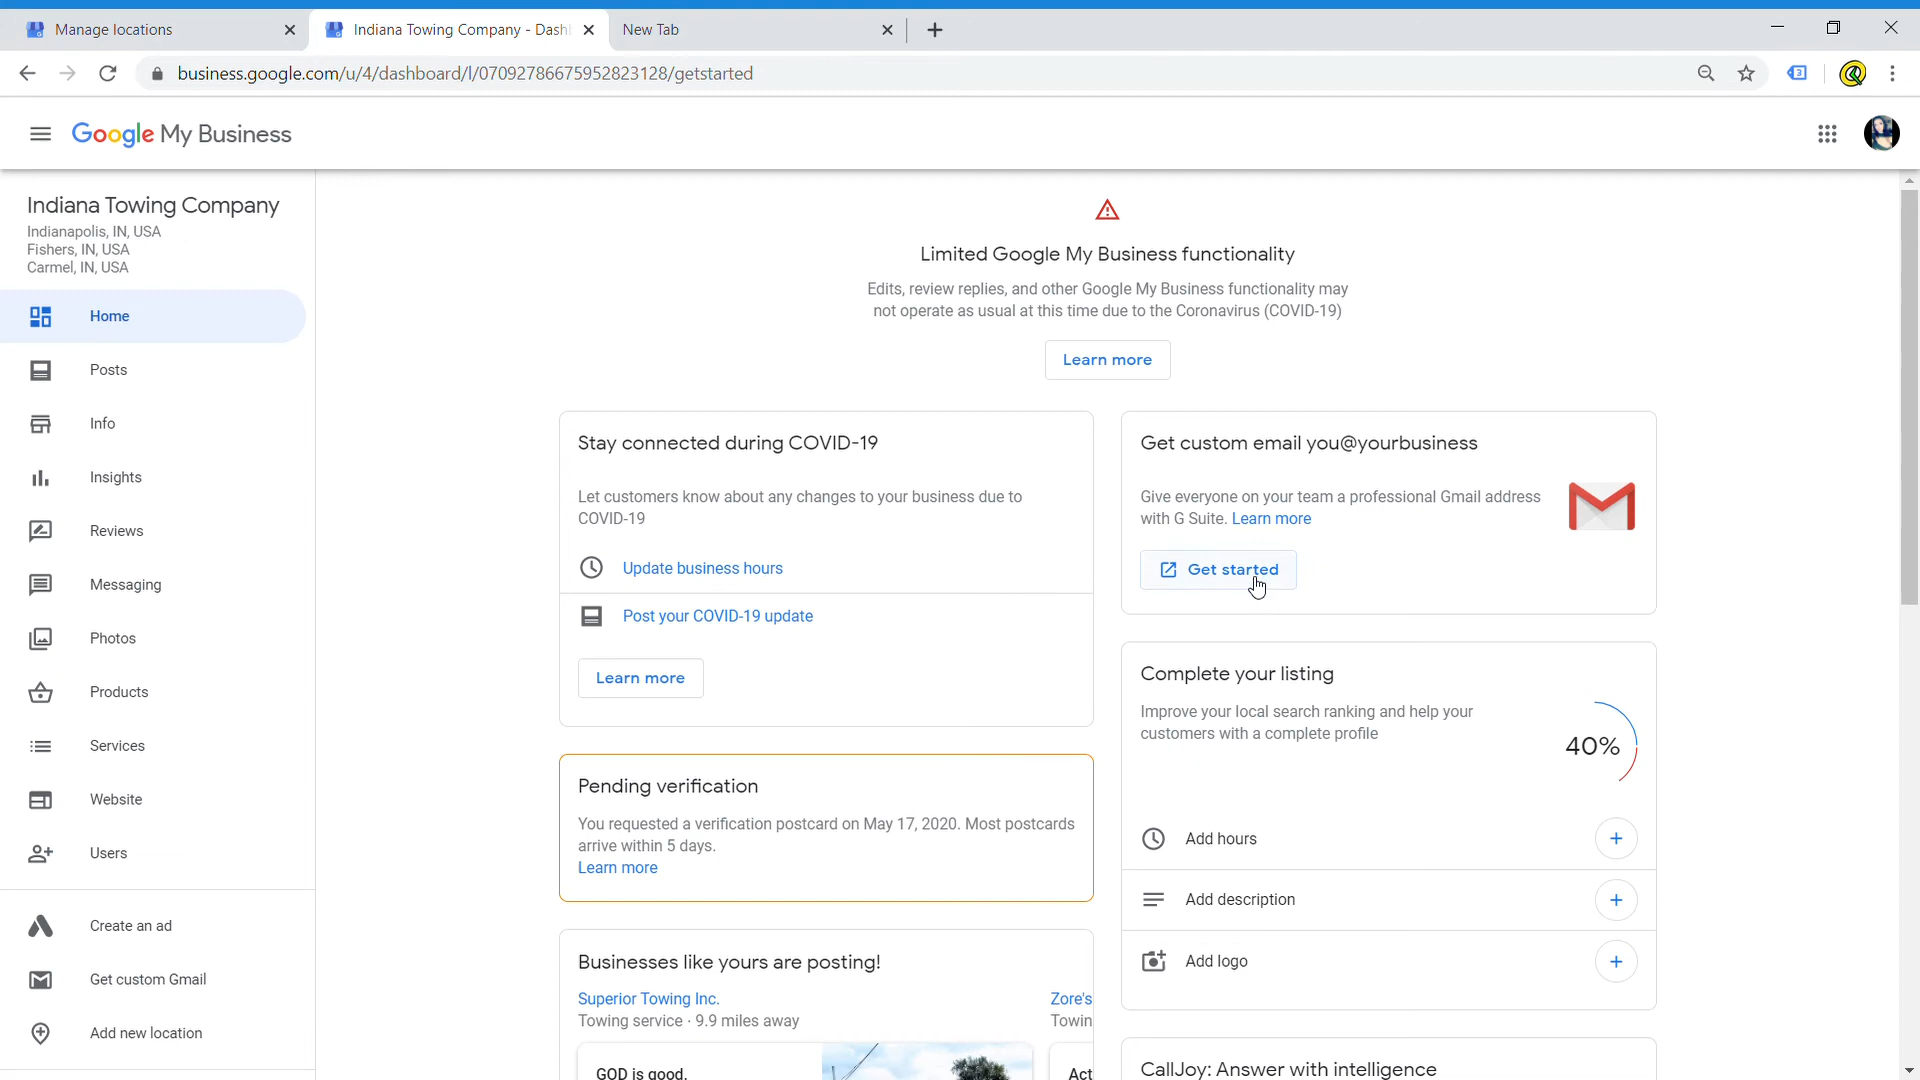 Manage locations
Indiana Towing Company - Dash
New Tab
business.google.com/u/4/dashboard/l/07092786675952823128/getstarted
3
Google My Business
Indiana Towing Company
Indianapolis, IN, USA
Fishers, IN, USA
Carmel, IN, USA
Home
Posts
Info
Insights
Reviews
Messaging
Photos
Products
Services
Website
Users
Create an ad
Get custom Gmail
Add new location
Limited Google My Business functionality
Edits, review replies, and other Google My Business functionality may
not operate as usual at this time due to the Coronavirus (COVID-19)
Learn more
Stay connected during COVID-19
Let customers know about any changes to your business due to
COVID-19
Update business hours
Post your COVID-19 update
Learn more
Pending verification
You requested a verification postcard on May 17, 2020. Most postcards
arrive within 5 days.
Learn more
Businesses like yours are posting!
Superior Towing Inc.
Towing service · 9.9 miles away
GOD is good.
Zore's
Towin
Act
Get custom email you@yourbusiness
Give everyone on your team a professional Gmail address
with G Suite. Learn more
Get started
Complete your listing
Improve your local search ranking and help your
customers with a complete profile
40%
Add hours
Add description
Add logo
CallJoy: Answer with intelligence